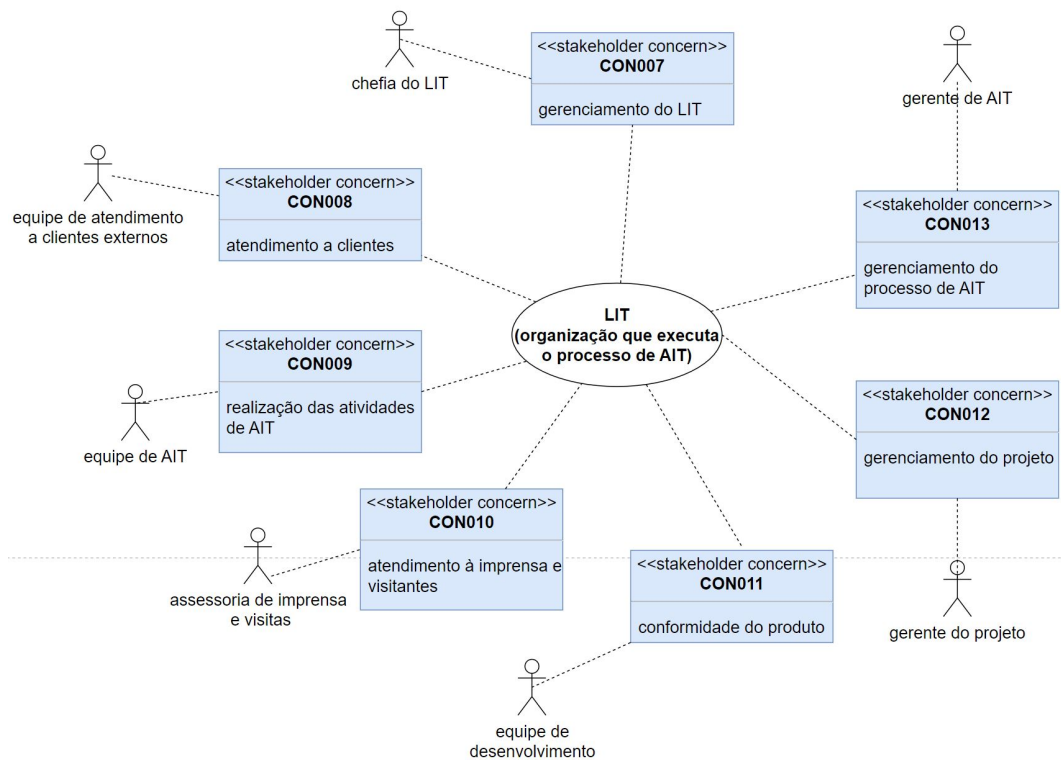 <<stakeholder concern>>
CON007
gerenciamento do LIT
chefia do LIT
gerente de AIT
<<stakeholder concern>>
CON008
atendimento a clientes
equipe de atendimento
a clientes externos
<<stakeholder concern>>
CON013
gerenciamento do
processo de AIT
LIT
(organização que executa
o processo de AIT)
<<stakeholder concern>>
CON009
realização das atividades
de AIT
equipe de AIT
<<stakeholder concern>>
CON012
gerenciamento do projeto
<<stakeholder concern>>
CON010
atendimento à imprensa e
visitantes
assessoria de imprensa
e visitas
<<stakeholder concern>>
CON011
conformidade do produto
gerente do projeto
equipe de
desenvolvimento